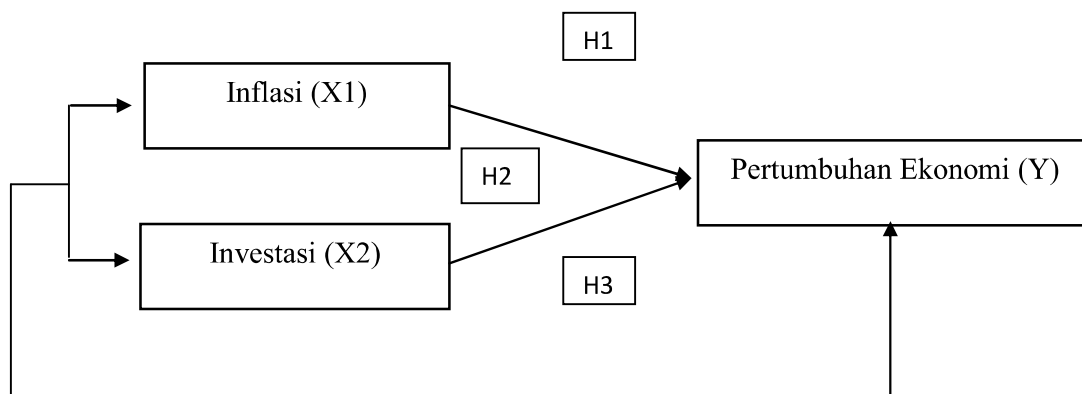 H1
Inflasi (X1)
H2
Pertumbuhan Ekonomi (Y)
Investasi (X2)
H3